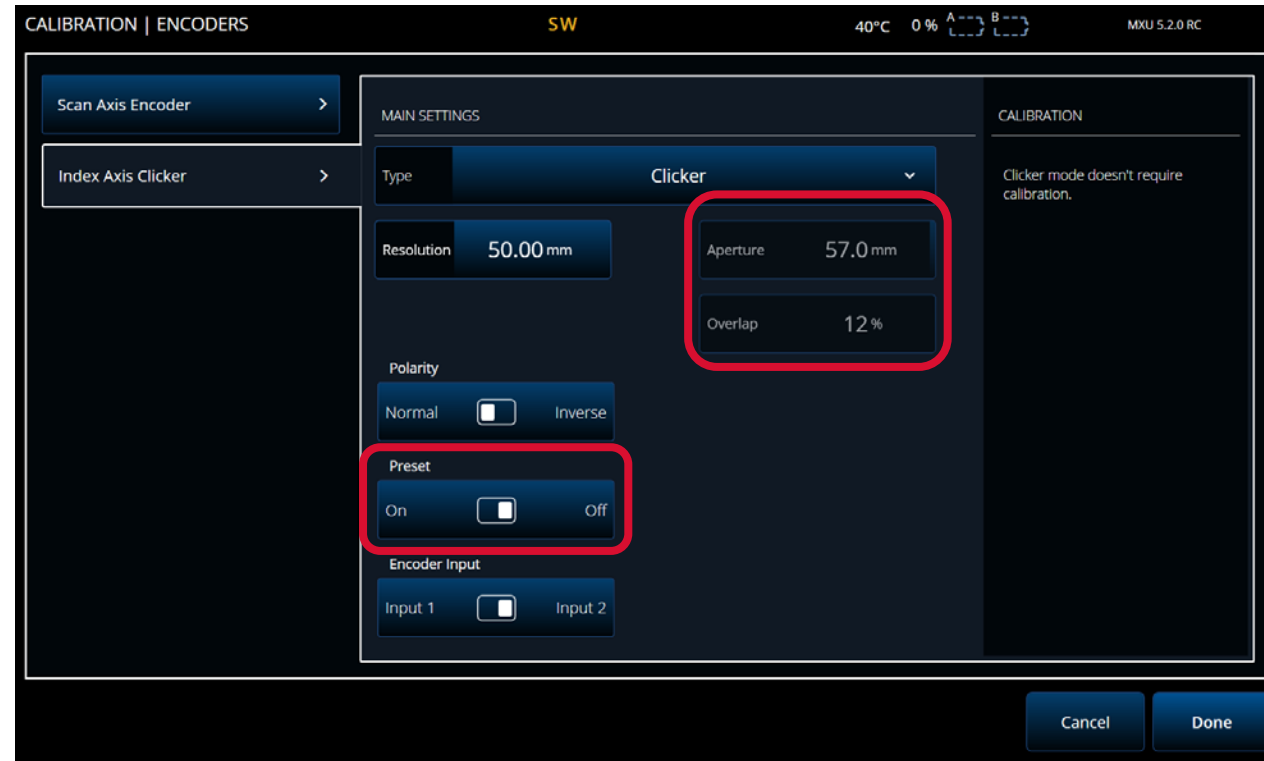 CALIBRATION | ENCODERS
SW
40°C 0 % A B
MXU 5.2.0 RC
Scan Axis Encoder
Index Axis Clicker
MAIN SETTINGS
Type Clicker
Resolution 50.00 mm
Aperture 57.0 mm
Overlap 12 %
Polarity
Normal Inverse
Preset
On Off
Encoder Input
Input 1 Input 2
CALIBRATION
Clicker mode doesn't require
calibration.
Cancel Done